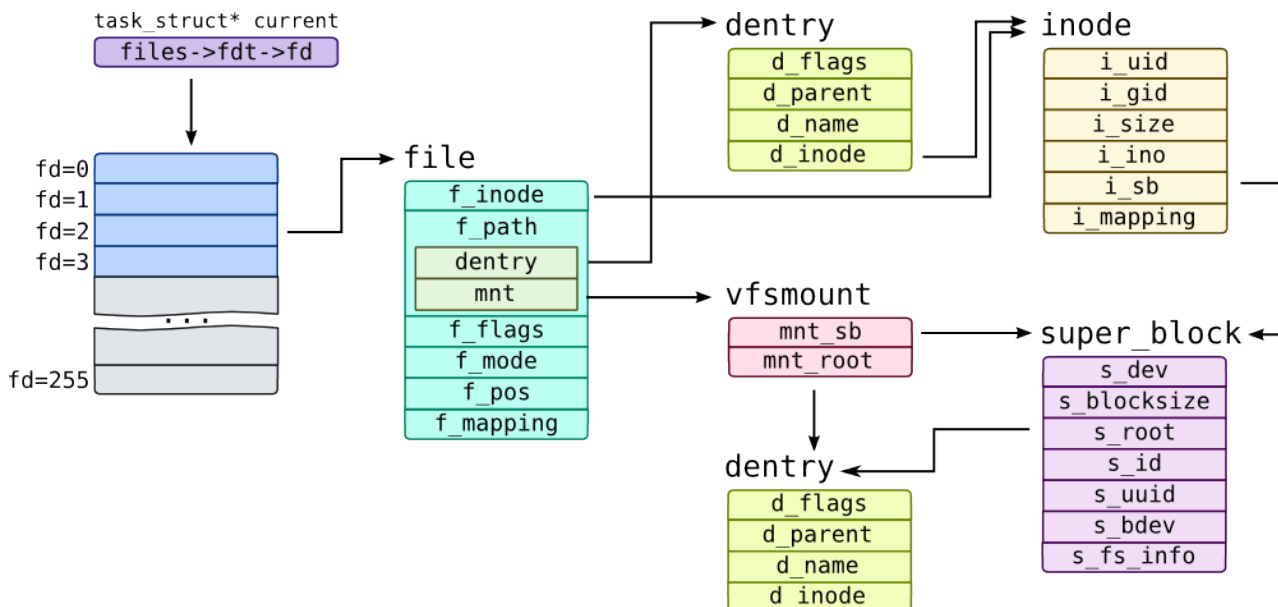 task_struct* current
files->fdt->fd
fd=0
fd=1
fd=2
fd=3
...
fd=255
file
f_inode
f_path
dentry
mnt
f_flags
f_mode
f_pos
f_mapping
dentry
d_flags
d_parent
d_name
d_inode
vfsmount
mnt_sb
mnt_root
dentry
d_flags
d_parent
d_name
d_inode
inode
i_uid
i_gid
i_size
i_ino
i_sb
i_mapping
super_block
s_dev
s_blocksize
s_root
s_id
s_uuid
s_bdev
s_fs_info